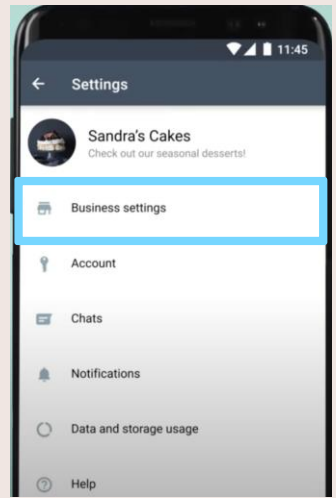 11:45
Settings
Sandra's Cakes
Check out our seasonal desserts!
Business settings
Account
Chats
Notifications
Data and storage usage
Help